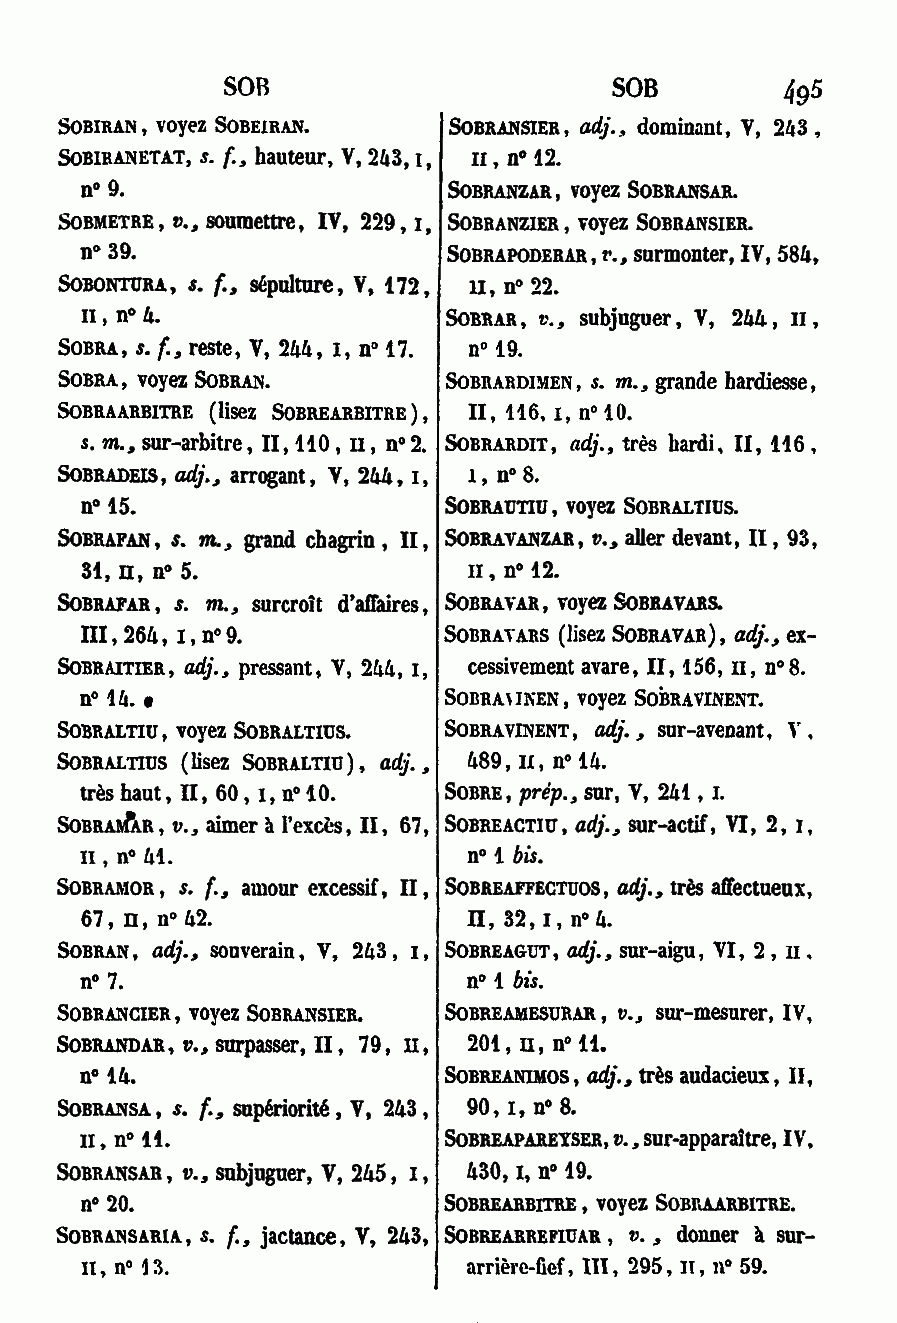 SOB
SOBIRAN, voyez SOBEIRAN.
SOBIRANETAT, s. f., hauteur, V, 243, I,
n° 9.
SOBMETRE, v., soumettre, IV, 229, I,
n° 39.
SOBONTURA, s. f., sépulture, V, 172,
II, n° 4.
SOBRA, s. f., reste, V, 244, I, n° 17.
SOBRA, voyez SOBRAN.
SOBRAARBITRE (lisez SOBREARBITRE),
s. m., sur-arbitre, II, 110, II, n° 2.
SOBRADEIS, adj., arrogant, V, 244, I,
n° 15.
SOBRAFAN, s. m., grand chagrin, II,
31, II, n° 5.
SOBRAFAR, s. m., surcroît d'affaires,
III, 264, I, n° 9.
SOBRAITIER, adj., pressant, V, 244, I,
n° 14.
SOBRALTIU, voyez SOBRALTIUS.
SOBRALTIUS (lisez SOBRALTIU), adj.,
très haut, II, 60, I, n° 10.
SOBRAMAR, v., aimer à l'excès, II, 67,
II, n° 41.
SOBRAMOR, s. f., amour excessif, II,
67, II, n° 42.
SOBRAN, adj., souverain, V, 243, I,
n° 7.
SOBRANCIER, voyez SOBRANSIER.
SOBRANDAR, v., surpasser, II, 79, II,
n° 14.
SOBRANSA, s. f., supériorité, V, 243,
II, n° 11.
SOBRANSAR, v., subjuguer, V, 245, I,
n° 20.
SOBRANSARIA, s. f., jactance, V, 243,
II, n° 13.
SOB 495
SOBRANSIER, adj., dominant, V, 243,
II, n° 12.
SOBRANZAR, voyez SOBRANSAR.
SOBRANZIER, voyez SOBRANSIER.
SOBRAPODERAR, v., surmonter, IV, 584,
II, n° 22.
SOBRAR, v., subjuguer, V, 244, II,
n° 19.
SOBRARDIMEN, s. m., grande hardiesse,
II, 116, I, n° 10.
SOBRARDIT, adj., très hardi, II, 116,
I, n° 8.
SOBRAUTIU, voyez SOBRALTIUS.
SOBRAVANZAR, v., aller devant, II, 93,
II, n° 12.
SOBRAVAR, voyez SOBRAVARS.
SOBRAVARS (lisez SOBRAVAR), adj., ex-
cessivement avare, II, 156, II, n° 8.
SOBRAVINEN, voyez SOBRAVINENT.
SOBRAVINENT, adj., sur-avenant, V,
489, II, n° 14.
SOBRE, prép., sur, V, 241, I.
SOBREACTIU, adj., sur-actif, VI, 2, I,
n° 1 bis.
SOBREAFFECTUOS, adj., très affectueux,
II, 32, I, n° 4.
SOBREAGUT, adj., sur-aigu, VI, 2, II,
n° 1 bis.
SOBREAMESURAR, v., sur-mesurer, IV,
201, II, n° 11.
SOBREANIMOS, adj., très audacieux, II,
90, I, n° 8.
SOBREAPAREYSER, v., sur-apparaître, IV,
430, I, n° 19.
SOBREARBITRE, voyez SOBRAARBITRE.
SOBREARREFIUAR, v., donner à sur-
arrière-fief, III, 295, II, n° 59.